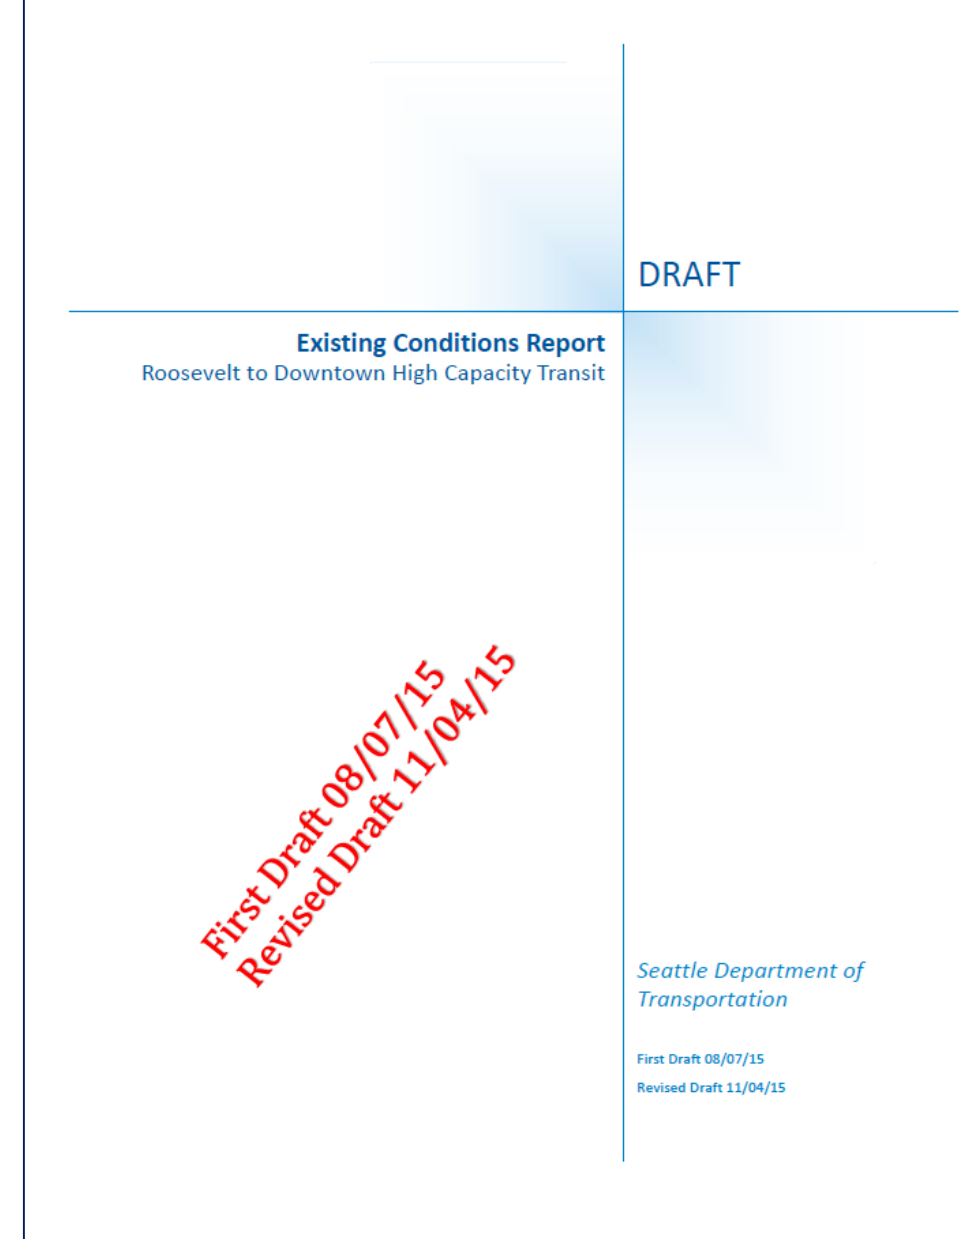 DRAFT
Existing Conditions Report
Roosevelt to Downtown High Capacity Transit
First Draft 08/07/15
Revised Draft 11/04/15
Seattle Department of
Transportation
First Draft 08/07/15
Revised Draft 11/04/15